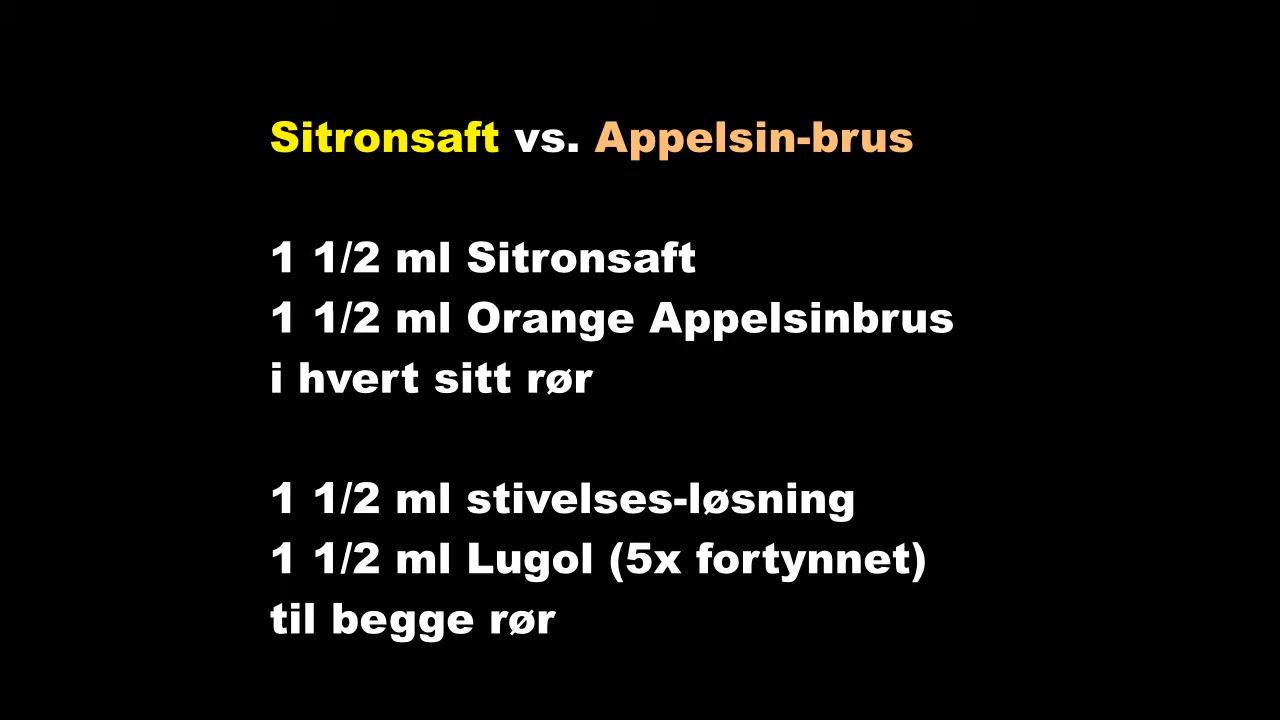 Sitronsaft vs. Appelsin-brus
1 1/2 ml Sitronsaft
1 1/2 ml Orange Appelsinbrus
i hvert sitt rør
1 1/2 ml stivelses-løsning
1 1/2 ml Lugol (5x fortynnet)
til begge rør